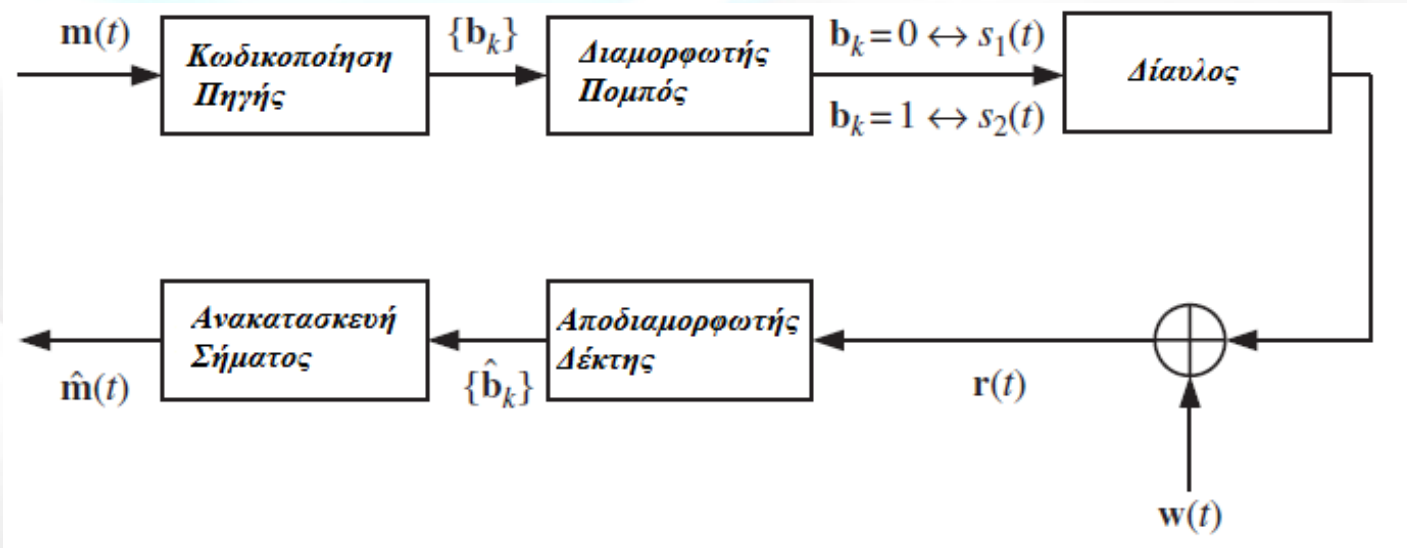 m(t)
Κωδικοποίηση
Πηγής
{b_k}
Διαμορφωτής
Πομπός
b_k = 0 ↔ s_1(t)
b_k = 1 ↔ s_2(t)
Δίαυλος
Ανακατασκευή
Σήματος
m̂(t)
{b̂_k}
Αποδιαμορφωτής
Δέκτης
r(t)
w(t)